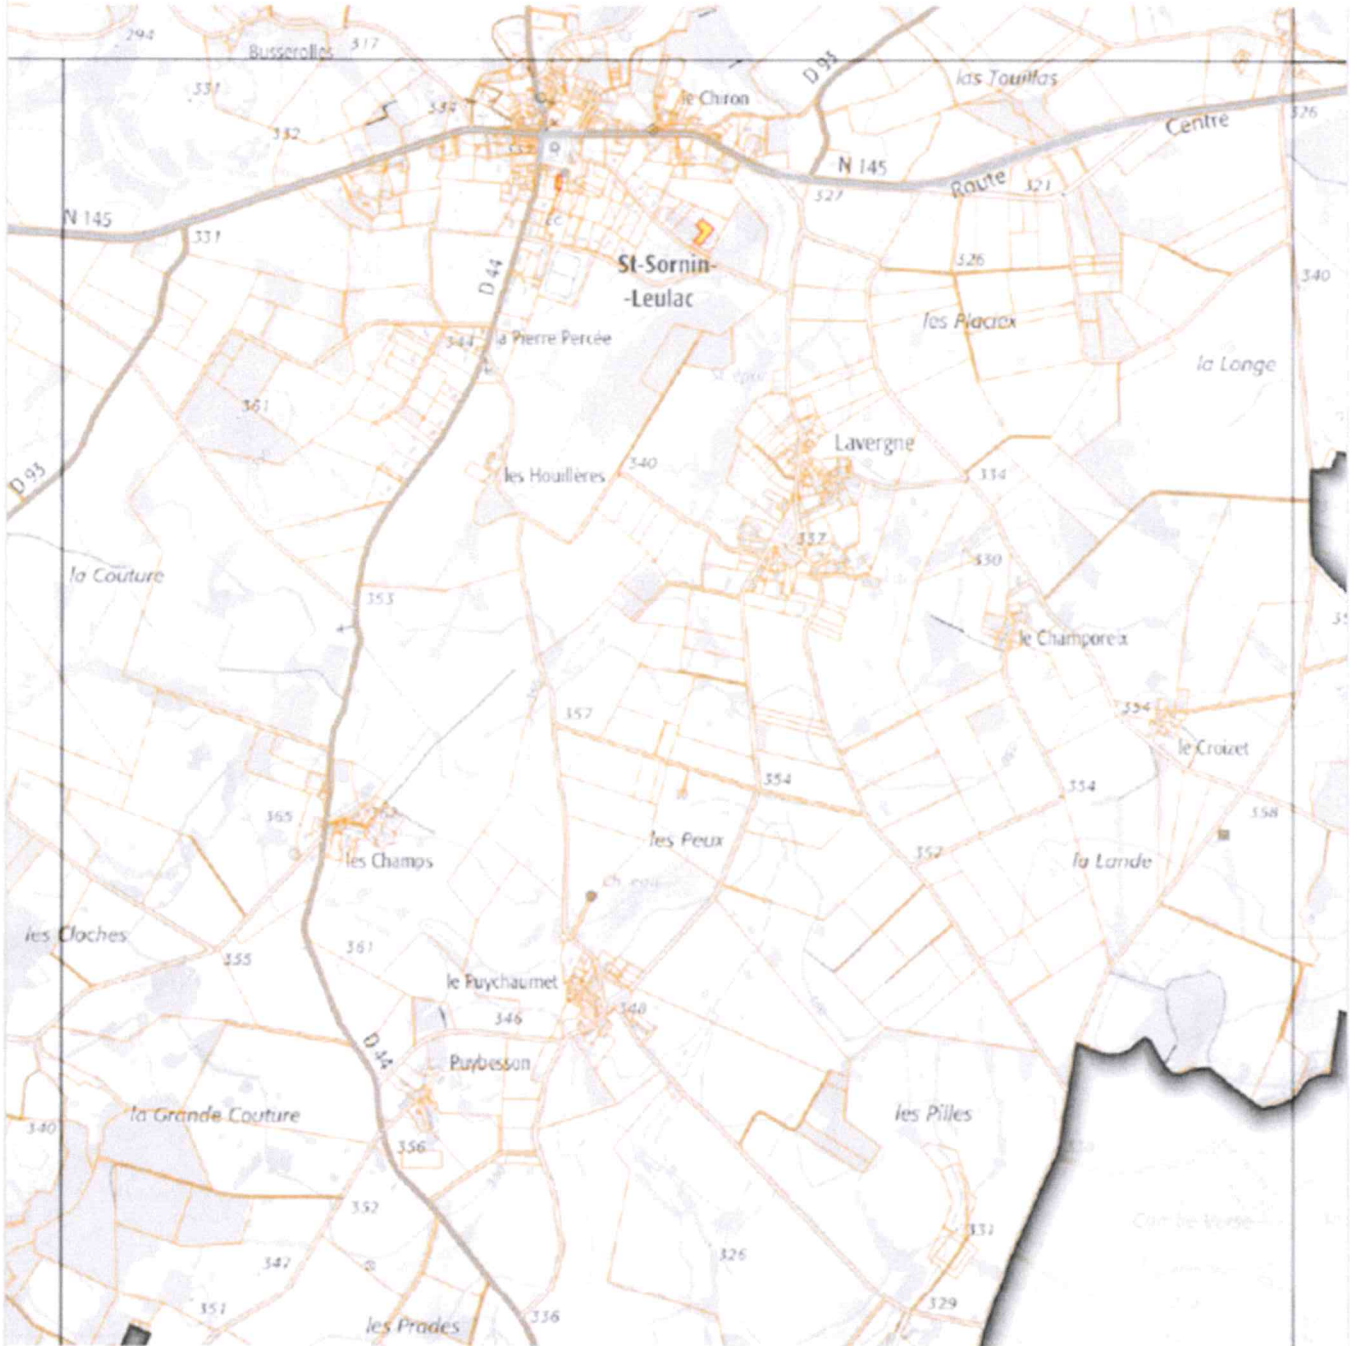 294
Busserolles
317
D 93
las Touillas
331
334
le Chiron
332
Centre
326
N 145
327
Route
321
N 145
331
St-Sornin-
-Leulac
326
340
D 44
les Placiex
344
la Pierre Percée
la Longe
361
Lavergne
D 93
les Houillères
340
334
337
330
la Couture
353
le Champoreix
357
354
le Croizet
354
354
365
les Champs
les Peux
357
la Lande
358
les Cloches
355
361
le Puychaumet
346
348
D 44
Puybesson
la Grande Couture
340
356
les Pilles
352
331
347
326
351
les Prades
336
329